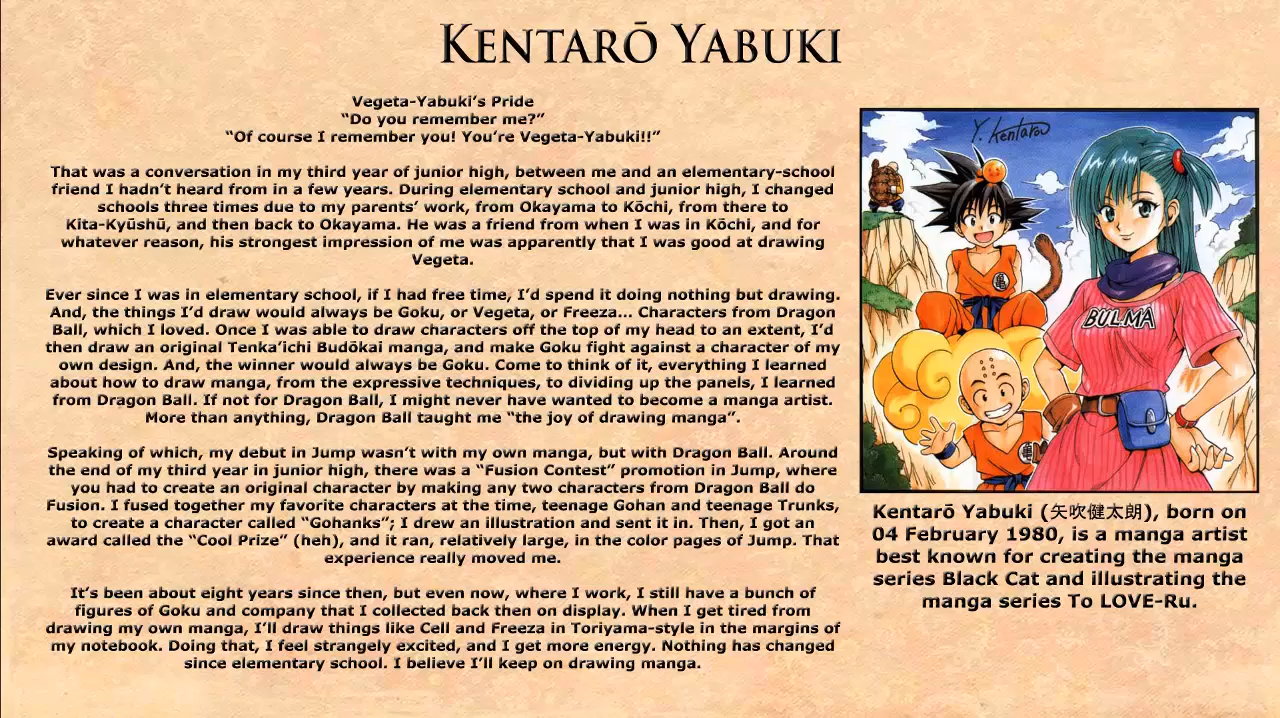 KENTARŌ YABUKI
Vegeta-Yabuki’s Pride
“Do you remember me?”
“Of course I remember you! You’re Vegeta-Yabuki!!”
That was a conversation in my third year of junior high, between me and an elementary-school
friend I hadn’t heard from in a few years. During elementary school and junior high, I changed
schools three times due to my parents’ work, from Okayama to Kōchi, from there to
Kita-Kyūshū, and then back to Okayama. He was a friend from when I was in Kōchi, and for
whatever reason, his strongest impression of me was apparently that I was good at drawing
Vegeta.
Ever since I was in elementary school, if I had free time, I’d spend it doing nothing but drawing.
And, the things I’d draw would always be Goku, or Vegeta, or Freeza... Characters from Dragon
Ball, which I loved. Once I was able to draw characters off the top of my head to an extent, I’d
then draw an original Tenka’ichi Budōkai manga, and make Goku fight against a character of my
own design. And, the winner would always be Goku. Come to think of it, everything I learned
about how to draw manga, from the expressive techniques, to dividing up the panels, I learned
from Dragon Ball. If not for Dragon Ball, I might never have wanted to become a manga artist.
More than anything, Dragon Ball taught me “the joy of drawing manga”.
Speaking of which, my debut in Jump wasn’t with my own manga, but with Dragon Ball. Around
the end of my third year in junior high, there was a “Fusion Contest” promotion in Jump, where
you had to create an original character by making any two characters from Dragon Ball do
Fusion. I fused together my favorite characters at the time, teenage Gohan and teenage Trunks,
to create a character called “Gohanks”; I drew an illustration and sent it in. Then, I got an
award called the “Cool Prize” (heh), and it ran, relatively large, in the color pages of Jump. That
experience really moved me.
It’s been about eight years since then, but even now, where I work, I still have a bunch of
figures of Goku and company that I collected back then on display. When I get tired from
drawing my own manga, I’ll draw things like Cell and Freeza in Toriyama-style in the margins of
my notebook. Doing that, I feel strangely excited, and I get more energy. Nothing has changed
since elementary school. I believe I’ll keep on drawing manga.
Y. Kentarou
BULMA
亀
亀
Kentarō Yabuki (矢吹健太朗), born on
04 February 1980, is a manga artist
best known for creating the manga
series Black Cat and illustrating the
manga series To LOVE-Ru.